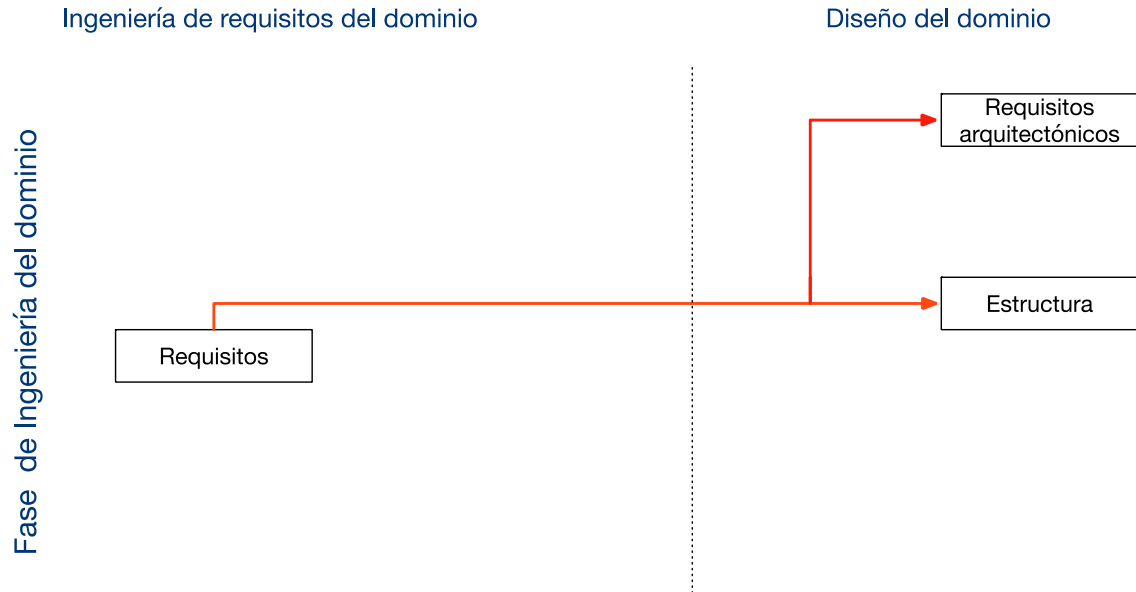 Ingeniería de requisitos del dominio
Diseño del dominio
Fase de Ingeniería del dominio
Requisitos
arquitectónicos
Estructura
Requisitos